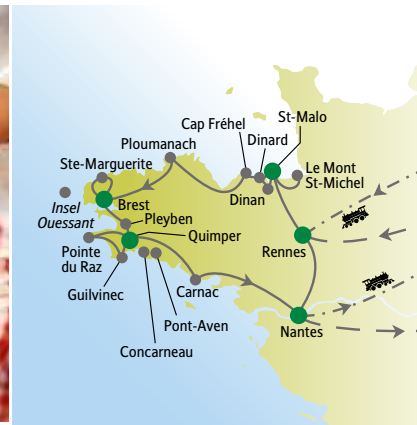 St-Malo
Cap Fréhel
Dinard
Ploumanach
Ste-Marguerite
Le Mont
St-Michel
Dinan
Insel
Ouessant
Brest
Pleyben
Quimper
Pointe
du Raz
Rennes
Guilvinec
Carnac
Pont-Aven
Nantes
Concarneau